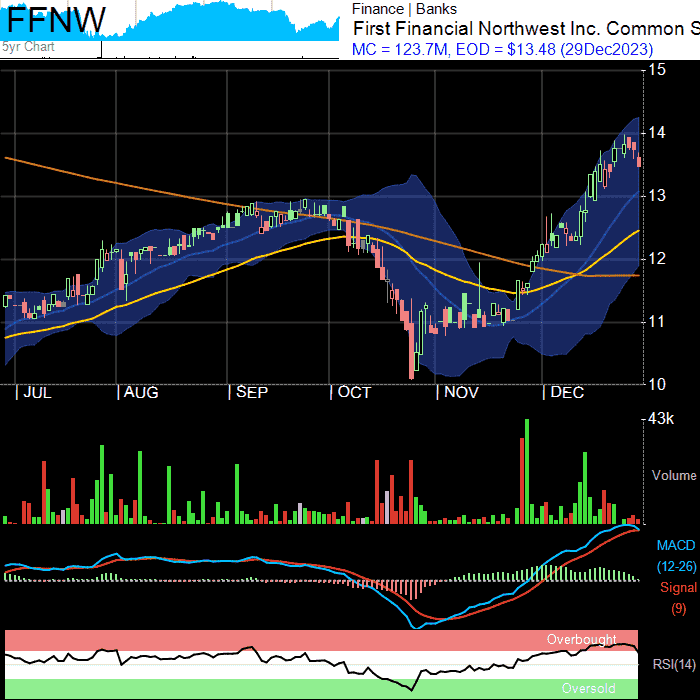 FFNW
5yr Chart
Finance | Banks
First Financial Northwest Inc. Common S
MC = 123.7M, EOD = $13.48 (29Dec2023)
15
14
13
12
11
10
| JUL | AUG | SEP | OCT | NOV | DEC
43k
Volume
MACD
(12-26)
Signal
(9)
Overbought
RSI(14)
Oversold